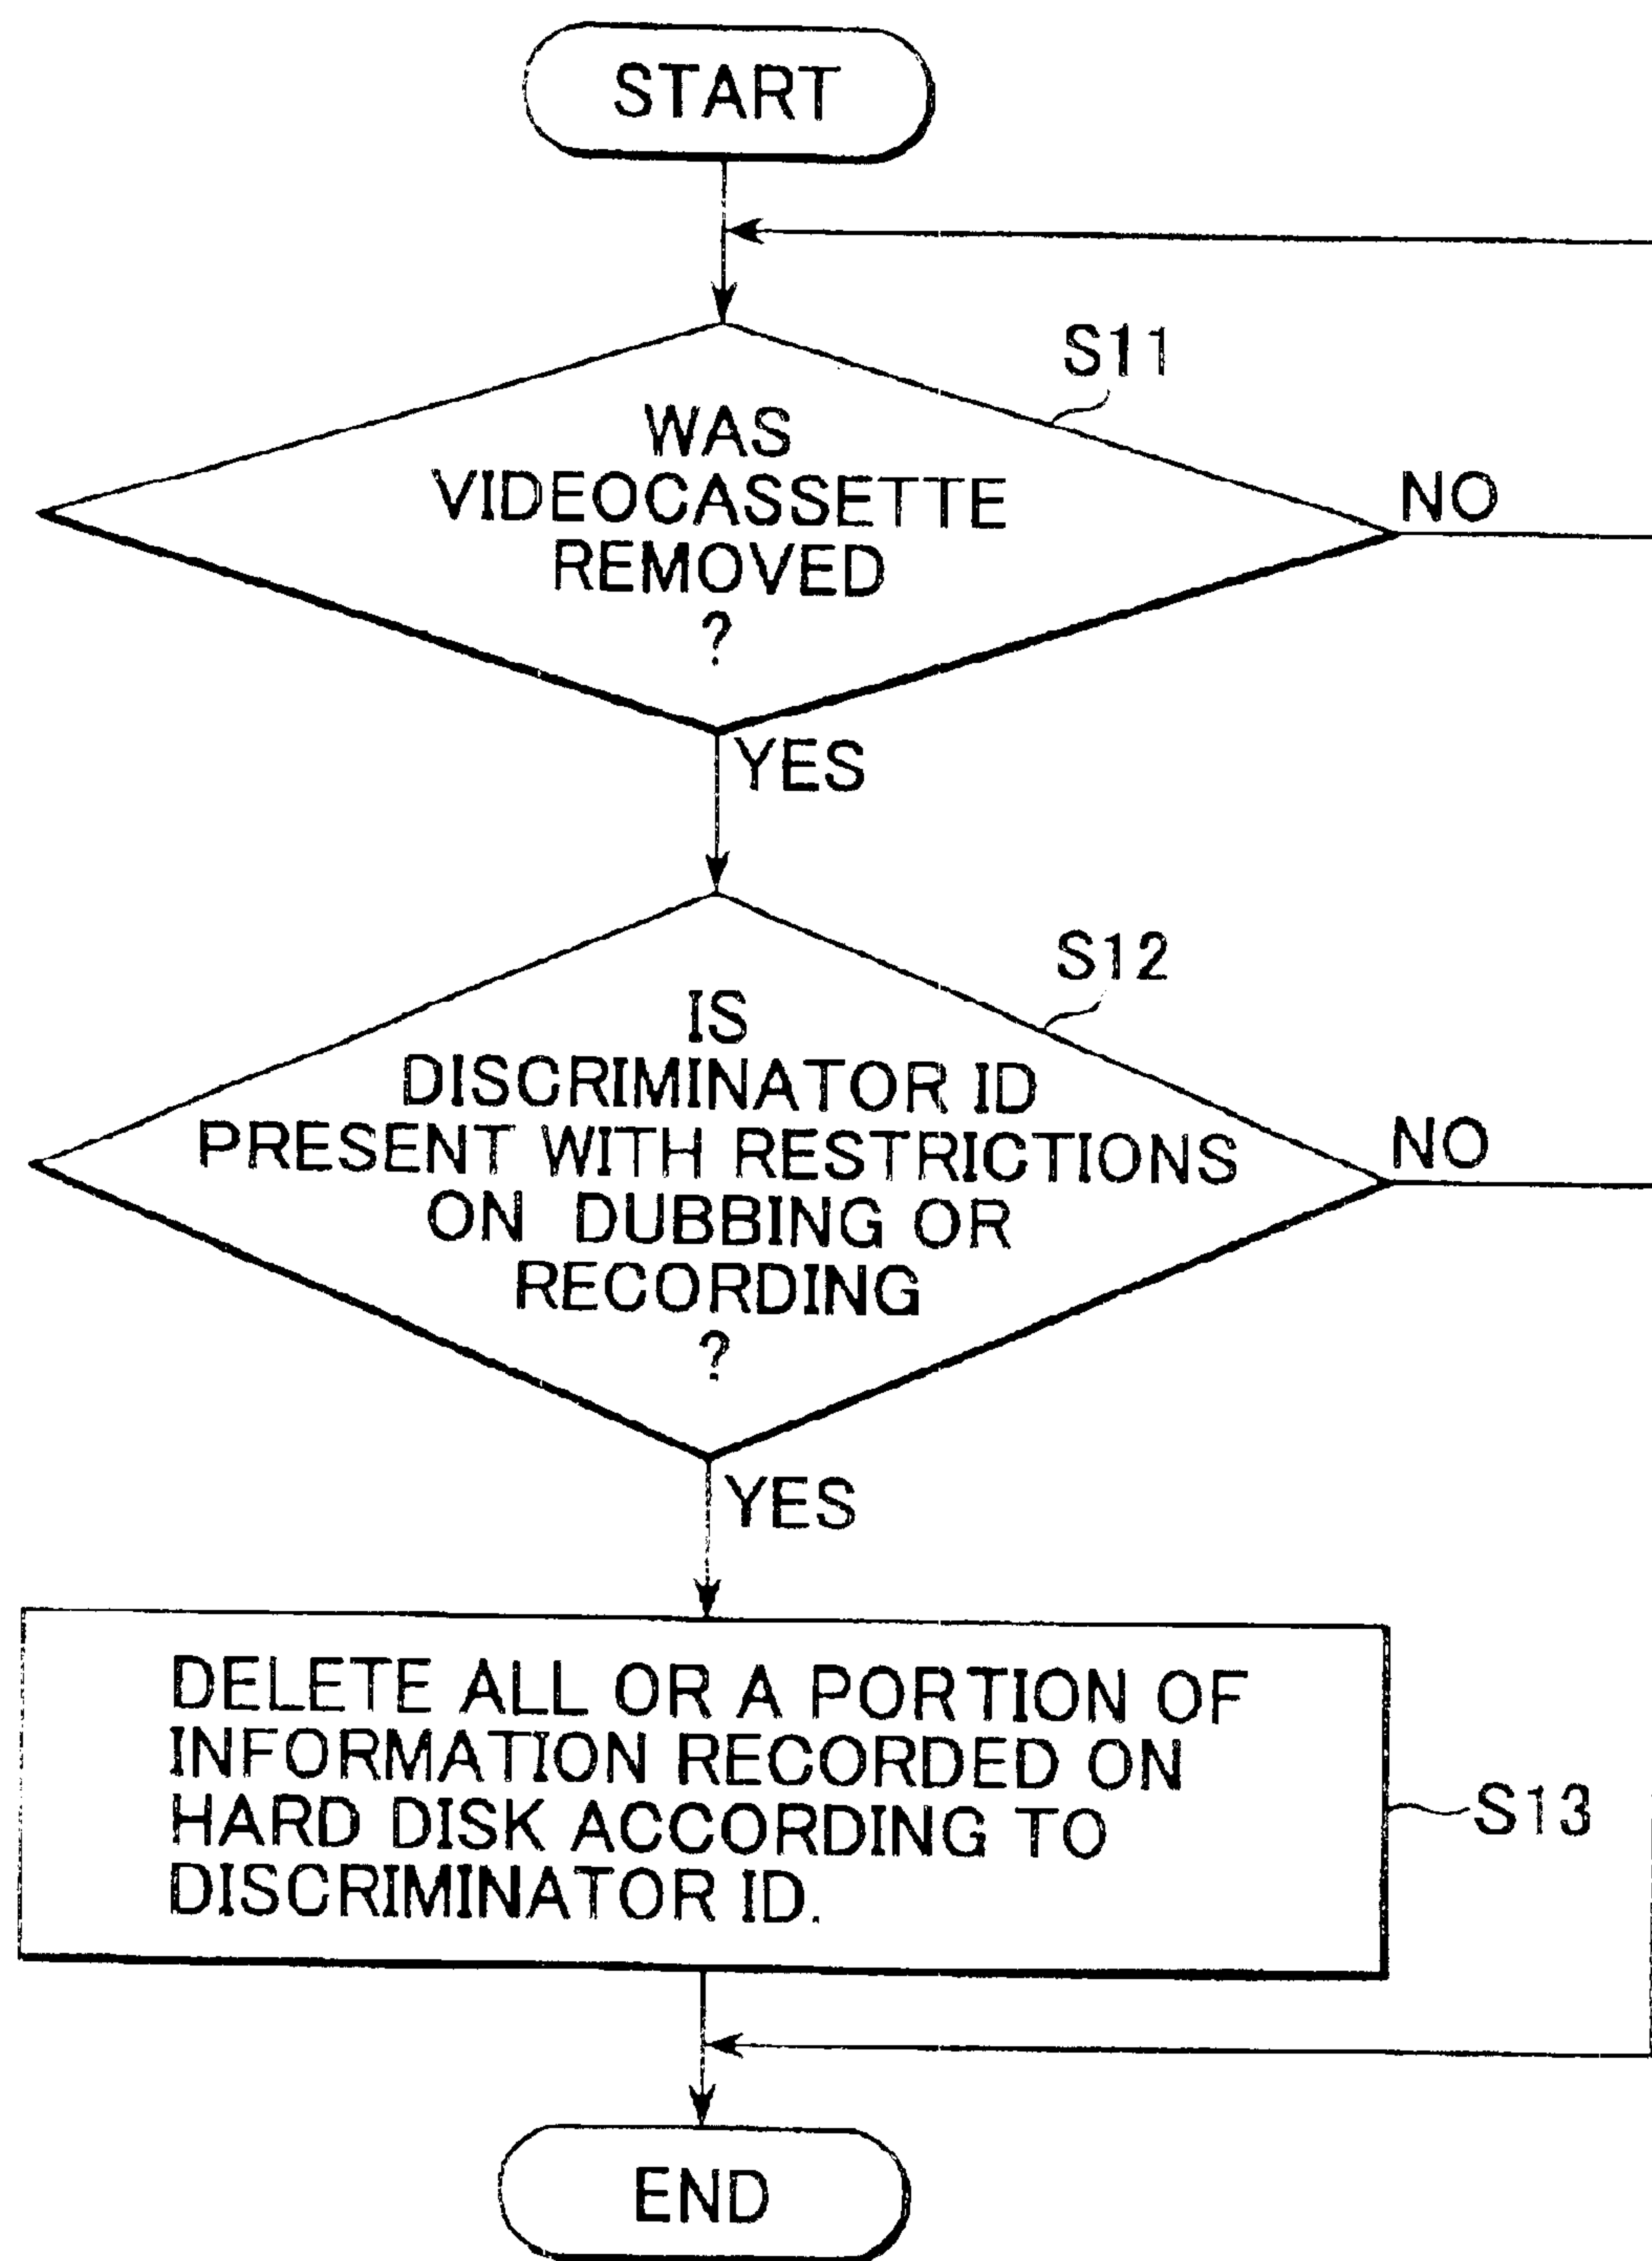 START
S11
WAS
VIDEOCASSETTE
REMOVED
?
NO
YES
S12
IS
DISCRIMINATOR ID
PRESENT WITH RESTRICTIONS
ON DUBBING OR
RECORDING
?
NO
YES
DELETE ALL OR A PORTION OF
INFORMATION RECORDED ON
HARD DISK ACCORDING TO
DISCRIMINATOR ID.
S13
END